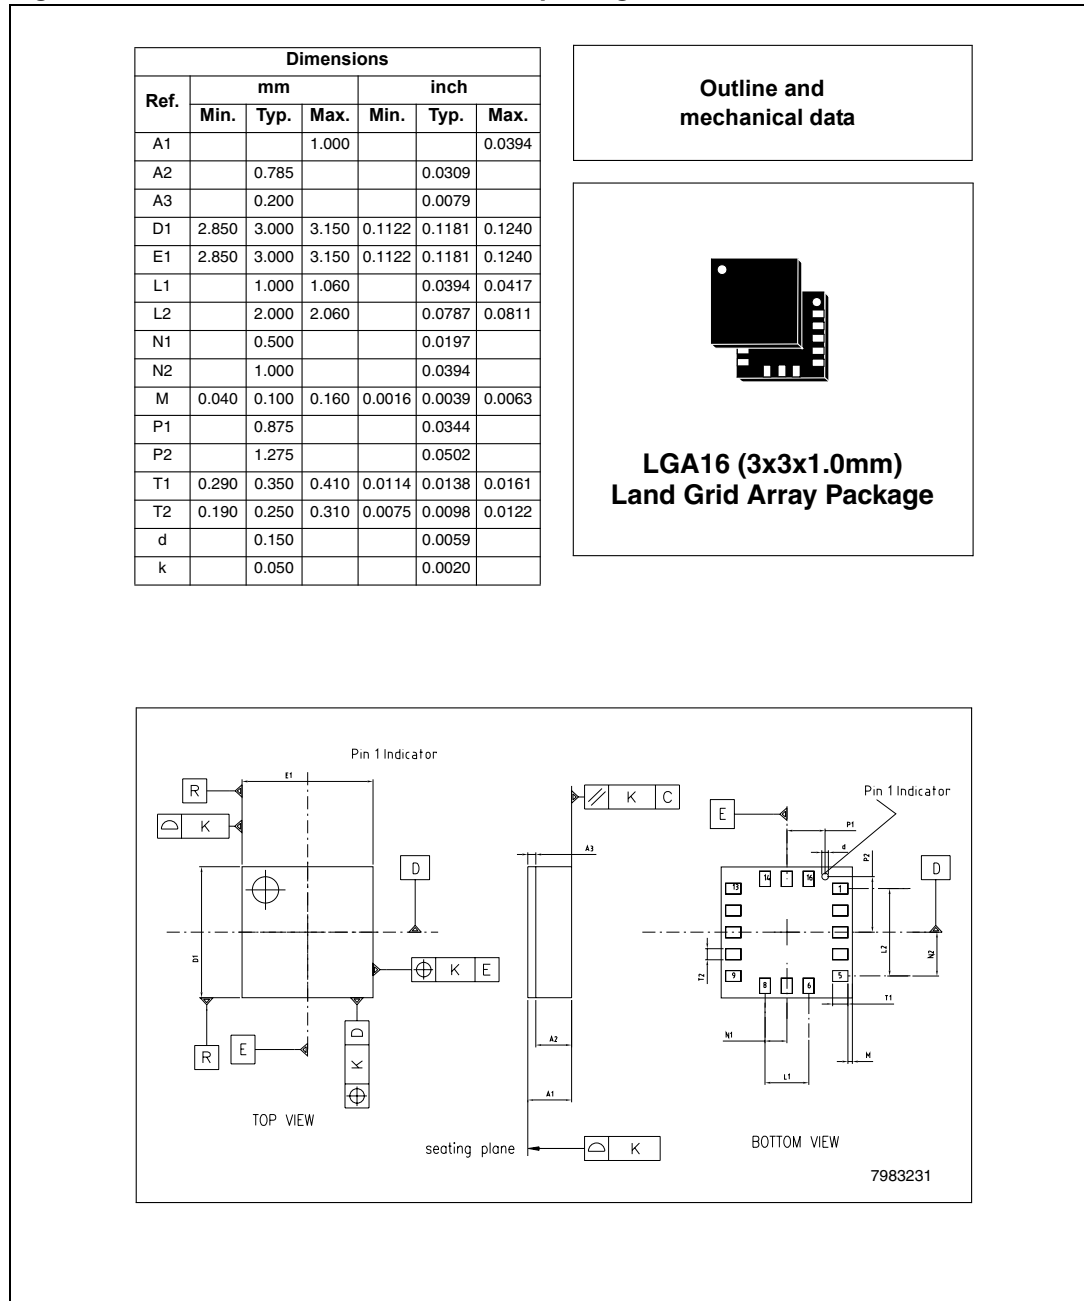 Dimensions
Ref. mm inch
Min. Typ. Max. Min. Typ. Max.
A1 1.000 0.0394
A2 0.785 0.0309
A3 0.200 0.0079
D1 2.850 3.000 3.150 0.1122 0.1181 0.1240
E1 2.850 3.000 3.150 0.1122 0.1181 0.1240
L1 1.000 1.060 0.0394 0.0417
L2 2.000 2.060 0.0787 0.0811
N1 0.500 0.0197
N2 1.000 0.0394
M 0.040 0.100 0.160 0.0016 0.0039 0.0063
P1 0.875 0.0344
P2 1.275 0.0502
T1 0.290 0.350 0.410 0.0114 0.0138 0.0161
T2 0.190 0.250 0.310 0.0075 0.0098 0.0122
d 0.150 0.0059
k 0.050 0.0020
Outline and
mechanical data
LGA16 (3x3x1.0mm)
Land Grid Array Package
Pin 1 Indicator
E1
R
K
D
D1
K E
R
E
K D
TOP VIEW
K C
A3
A2
A1
seating plane
K
Pin 1 Indicator
E
P1
d
P2
D
13 14 16 1
L2
N2
T2
9 8 6 5
T1
N1
M
L1
BOTTOM VIEW
7983231